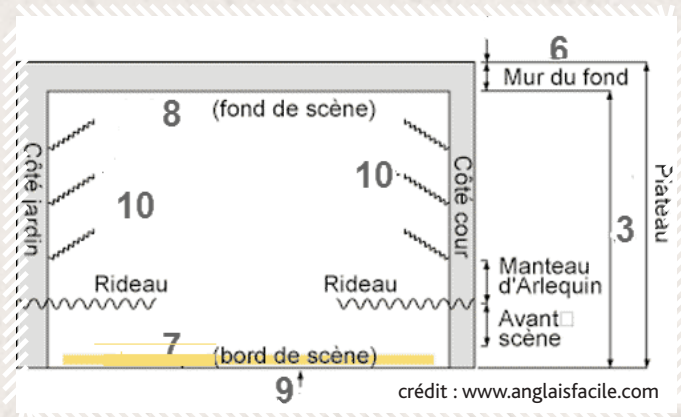 6
Mur du fond
8 (fond de scène)
Côté jardin
10
10
Côté cour
3
Plateau
Rideau
Rideau
Manteau
d'Arlequin
Avant
scène
7 (bord de scène)
9
crédit : www.anglaisfacile.com